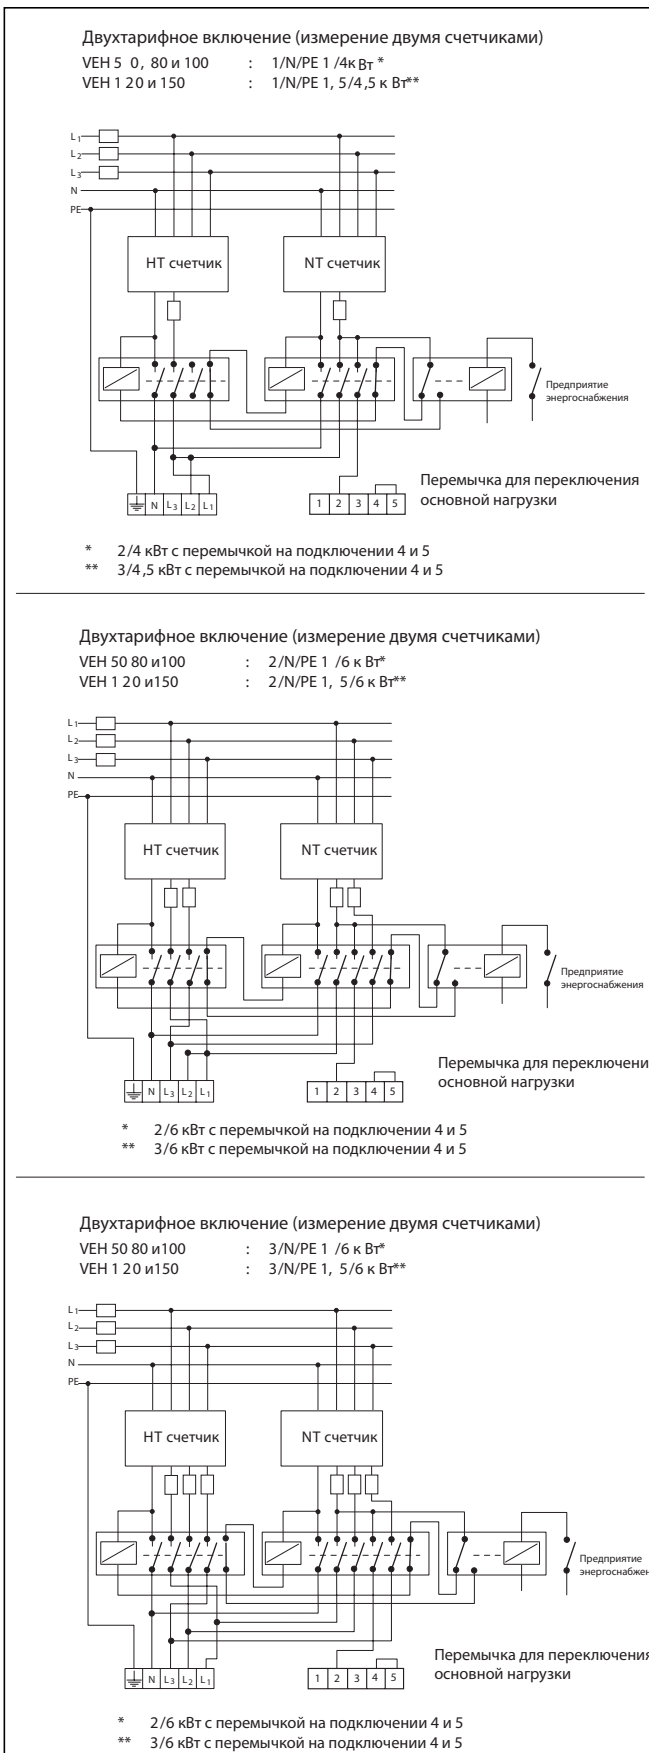 Двухтарифное включение (измерение двумя счетчиками)
VEH 5 0, 80 и 100 : 1/N/PE 1 /4к Вт *
VEH 1 20 и 150 : 1/N/PE 1, 5/4,5 к Вт**
L1
L2
L3
N
PE
HT счетчик NT счетчик
Предприятие
энергоснабжения
N L3 L2 L1
1 2 3 4 5
Перемычка для переключения
основной нагрузки
* 2/4 кВт с перемычкой на подключении 4 и 5
** 3/4,5 кВт с перемычкой на подключении 4 и 5
Двухтарифное включение (измерение двумя счетчиками)
VEH 50 80 и100 : 2/N/PE 1 /6 к Вт*
VEH 1 20 и150 : 2/N/PE 1, 5/6 к Вт**
L1
L2
L3
N
PE
HT счетчик NT счетчик
Предприятие
энергоснабжения
Перемычка для переключени
основной нагрузки
N L3 L2 L1
1 2 3 4 5
* 2/6 кВт с перемычкой на подключении 4 и 5
** 3/6 кВт с перемычкой на подключении 4 и 5
Двухтарифное включение (измерение двумя счетчиками)
VEH 50 80 и100 : 3/N/PE 1 /6 к Вт*
VEH 1 20 и150 : 3/N/PE 1, 5/6 к Вт**
L1
L2
L3
N
PE
HT счетчик NT счетчик
Предприятие
энергоснабжен
Перемычка для переключения
основной нагрузки
N L3 L2 L1
1 2 3 4 5
* 2/6 кВт с перемычкой на подключении 4 и 5
** 3/6 кВт с перемычкой на подключении 4 и 5